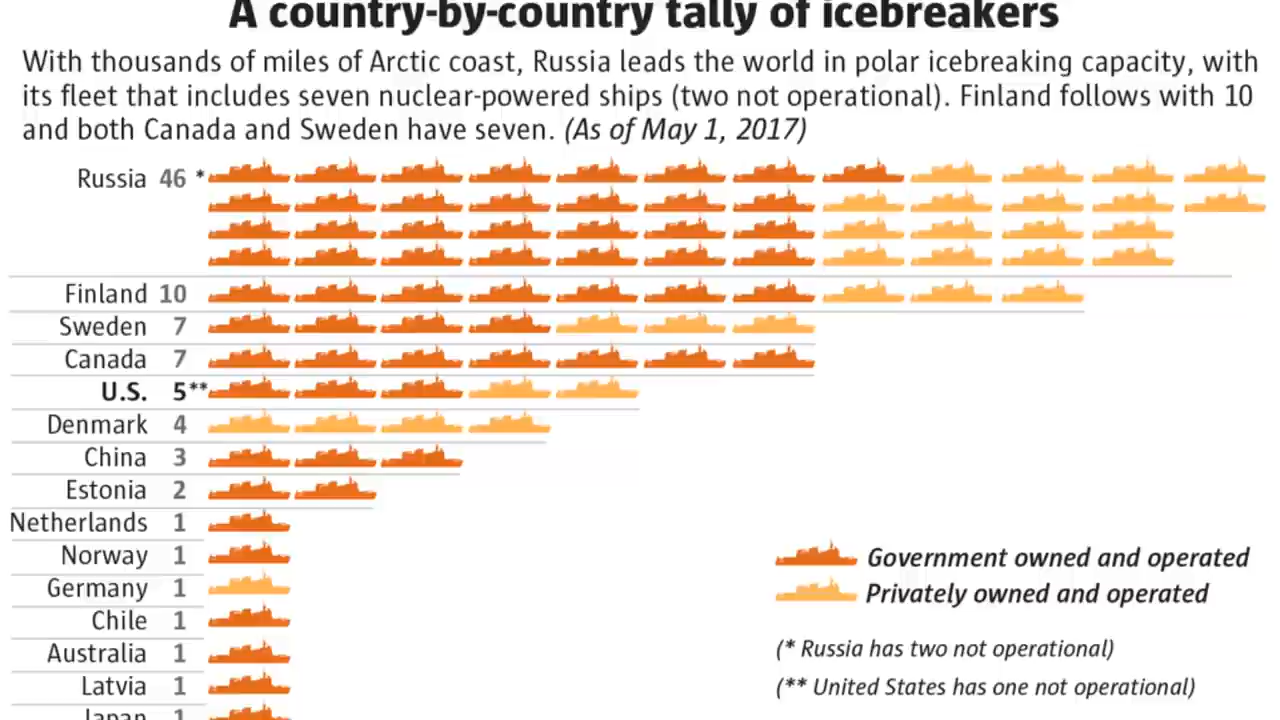 A country-by-country tally of icebreakers
With thousands of miles of Arctic coast, Russia leads the world in polar icebreaking capacity, with
its fleet that includes seven nuclear-powered ships (two not operational). Finland follows with 10
and both Canada and Sweden have seven. (As of May 1, 2017)
Russia 46 *
Finland 10
Sweden 7
Canada 7
U.S. 5**
Denmark 4
China 3
Estonia 2
Netherlands 1
Norway 1
Germany 1
Chile 1
Australia 1
Latvia 1
Japan 1
Government owned and operated
Privately owned and operated
(* Russia has two not operational)
(** United States has one not operational)